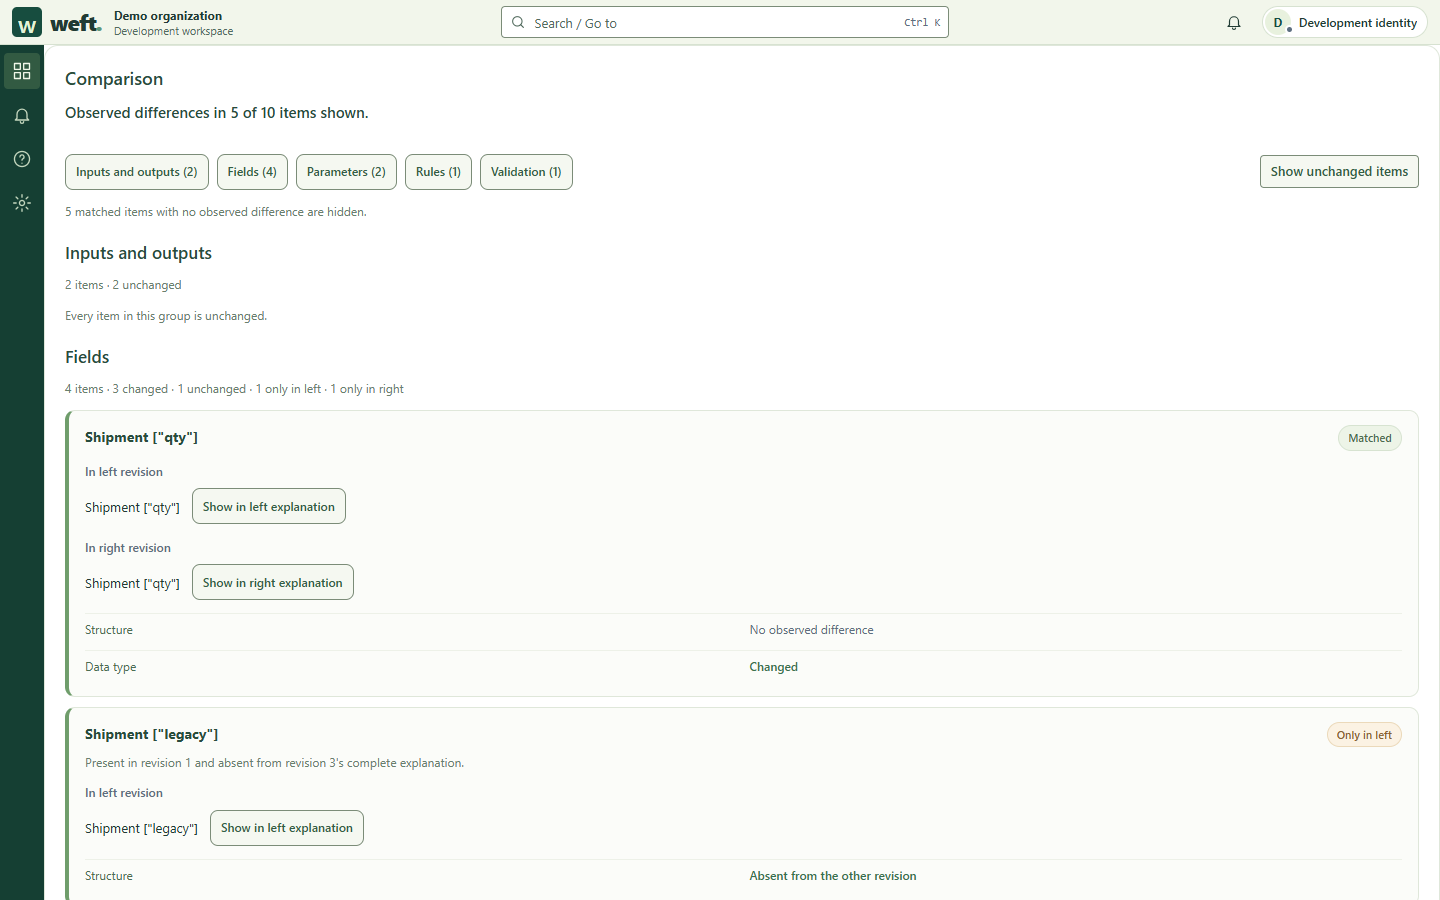 w weft.
Demo organization
Development workspace
Search / Go to
Ctrl K
D
Development identity
Comparison
Observed differences in 5 of 10 items shown.
Inputs and outputs (2)
Fields (4)
Parameters (2)
Rules (1)
Validation (1)
Show unchanged items
5 matched items with no observed difference are hidden.
Inputs and outputs
2 items · 2 unchanged
Every item in this group is unchanged.
Fields
4 items · 3 changed · 1 unchanged · 1 only in left · 1 only in right
Shipment ["qty"]
Matched
In left revision
Shipment ["qty"]
Show in left explanation
In right revision
Shipment ["qty"]
Show in right explanation
Structure
No observed difference
Data type
Changed
Shipment ["legacy"]
Only in left
Present in revision 1 and absent from revision 3's complete explanation.
In left revision
Shipment ["legacy"]
Show in left explanation
Structure
Absent from the other revision